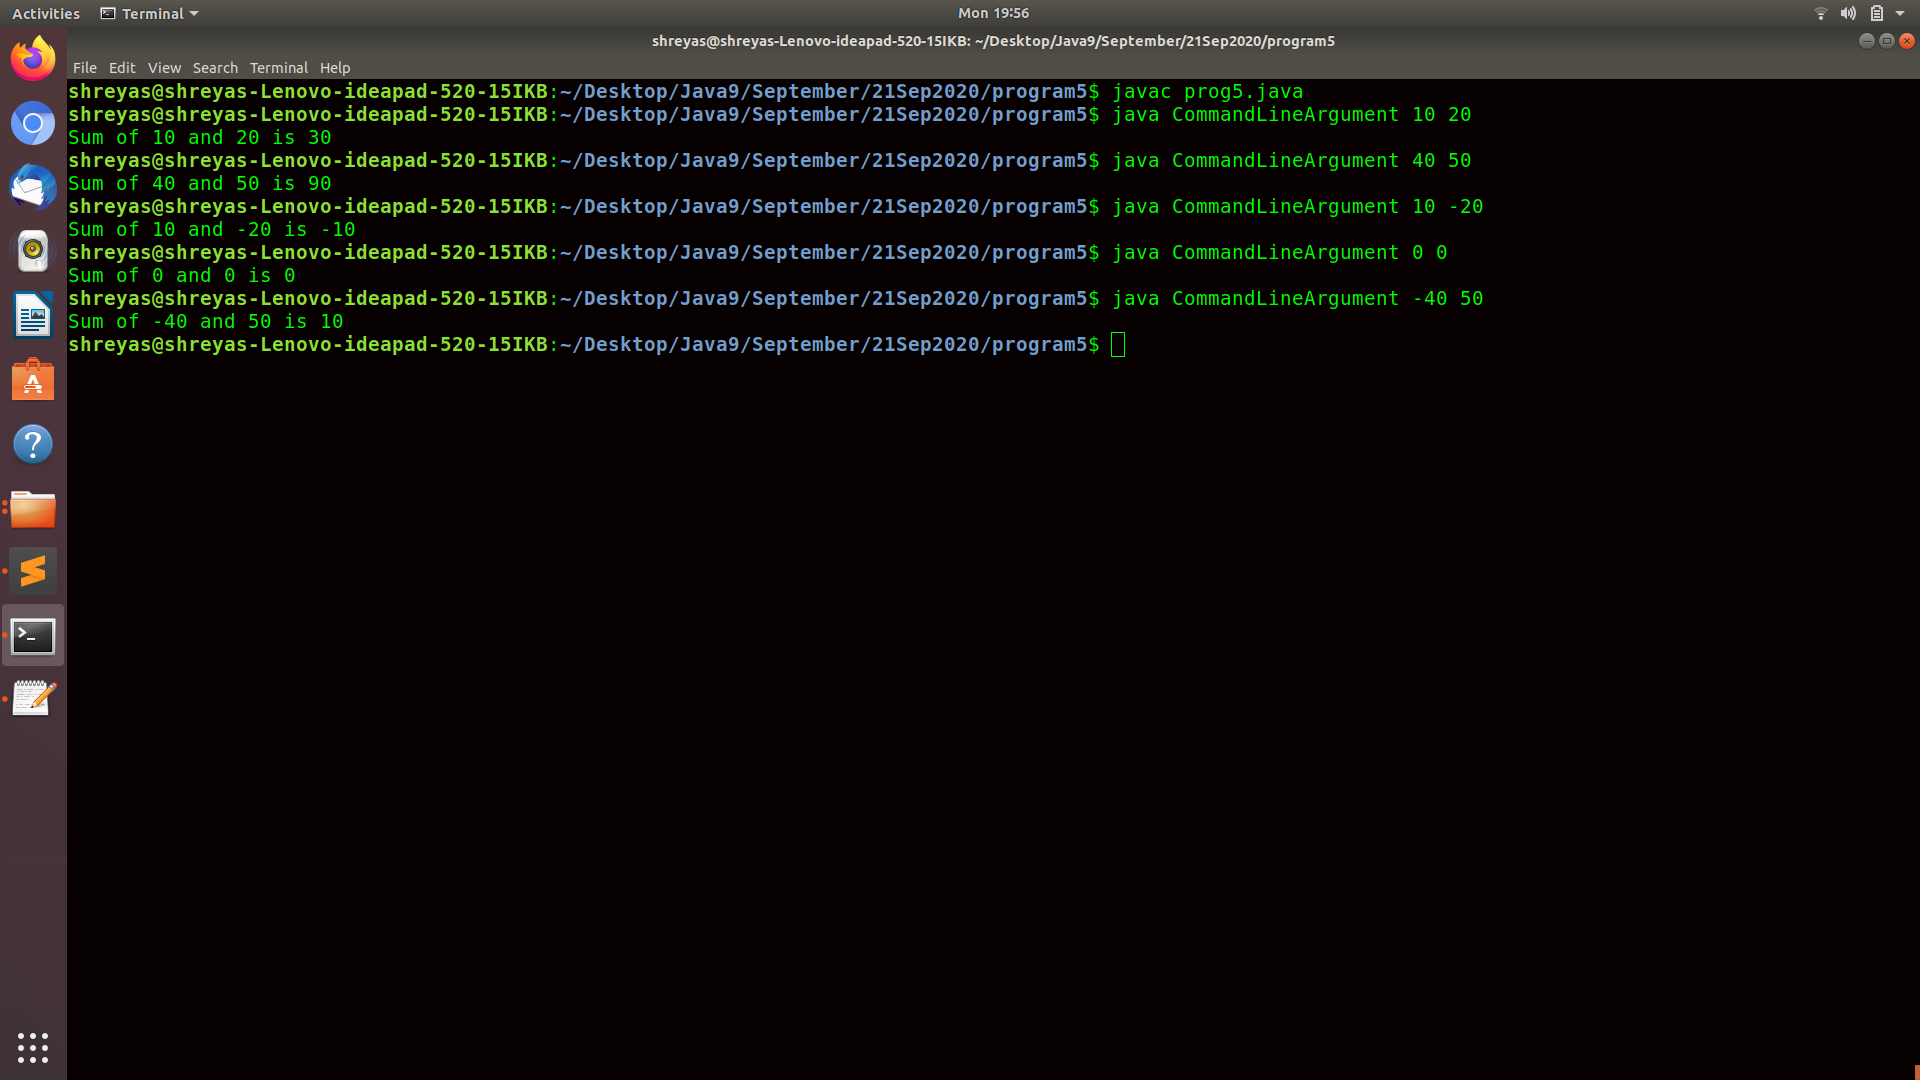 Activities Terminal Mon 19:56
shreyas@shreyas-Lenovo-ideapad-520-15IKB: ~/Desktop/Java9/September/21Sep2020/program5
File Edit View Search Terminal Help
shreyas@shreyas-Lenovo-ideapad-520-15IKB:~/Desktop/Java9/September/21Sep2020/program5$ javac prog5.java
shreyas@shreyas-Lenovo-ideapad-520-15IKB:~/Desktop/Java9/September/21Sep2020/program5$ java CommandLineArgument 10 20
Sum of 10 and 20 is 30
shreyas@shreyas-Lenovo-ideapad-520-15IKB:~/Desktop/Java9/September/21Sep2020/program5$ java CommandLineArgument 40 50
Sum of 40 and 50 is 90
shreyas@shreyas-Lenovo-ideapad-520-15IKB:~/Desktop/Java9/September/21Sep2020/program5$ java CommandLineArgument 10 -20
Sum of 10 and -20 is -10
shreyas@shreyas-Lenovo-ideapad-520-15IKB:~/Desktop/Java9/September/21Sep2020/program5$ java CommandLineArgument 0 0
Sum of 0 and 0 is 0
shreyas@shreyas-Lenovo-ideapad-520-15IKB:~/Desktop/Java9/September/21Sep2020/program5$ java CommandLineArgument -40 50
Sum of -40 and 50 is 10
shreyas@shreyas-Lenovo-ideapad-520-15IKB:~/Desktop/Java9/September/21Sep2020/program5$